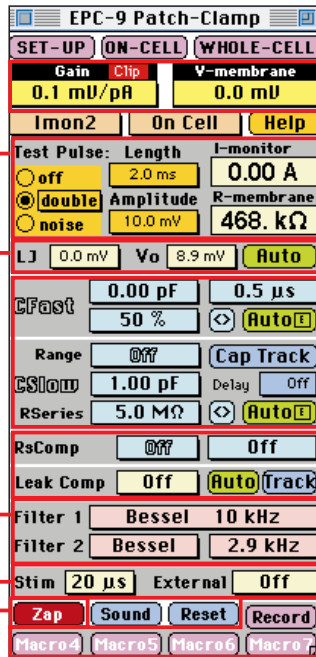 EPC-9 Patch-Clamp
SET-UP ON-CELL WHOLE-CELL
Gain Clip V-membrane
0.1 mV/pA 0.0 mV
Imon2 On Cell Help
Test Pulse: Length I-monitor
off 2.0 ms 0.00 A
double Amplitude R-membrane
noise 10.0 mV 468. kΩ
LJ 0.0 mV Vo 8.9 mV Auto
CFast 0.00 pF 0.5 µs
50 % <> Auto E
Range Off Cap Track
CSlow 1.00 pF Delay Off
RSeries 5.0 MΩ <> Auto E
RsComp Off Off
Leak Comp Off Auto Track
Filter 1 Bessel 10 kHz
Filter 2 Bessel 2.9 kHz
Stim 20 µs External Off
Zap Sound Reset Record
Macro4 Macro5 Macro6 Macro7